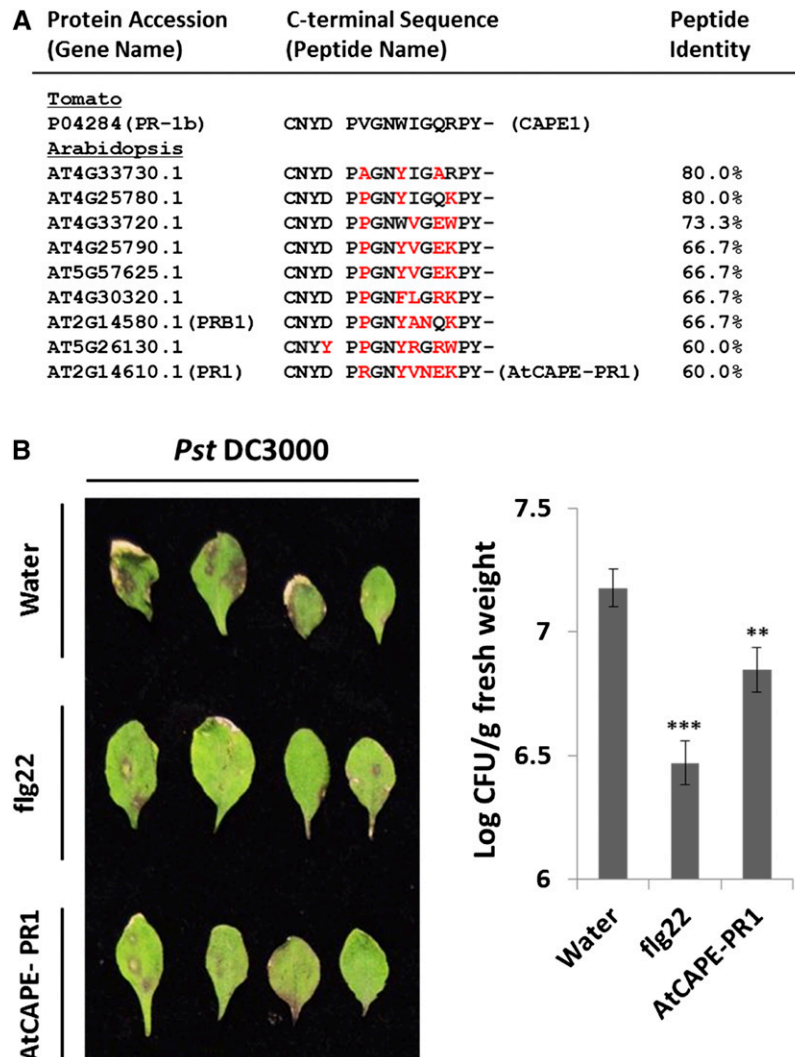 A Protein Accession C-terminal Sequence Peptide
(Gene Name) (Peptide Name) Identity
Tomato
P04284(PR-1b) CNYD PVGNWIGQRPY- (CAPE1)
Arabidopsis
AT4G33730.1 CNYD PAGNYIGARPY- 80.0%
AT4G25780.1 CNYD PPGNYIGQKPY- 80.0%
AT4G33720.1 CNYD PPGNWVGEWPY- 73.3%
AT4G25790.1 CNYD PPGNYVGEKPY- 66.7%
AT5G57625.1 CNYD PPGNYVGEKPY- 66.7%
AT4G30320.1 CNYD PPGNFLGRKPY- 66.7%
AT2G14580.1(PRB1) CNYD PPGNYANQKPY- 66.7%
AT5G26130.1 CNYY PPGNYRGRWPY- 60.0%
AT2G14610.1(PR1) CNYD PRGNYVNEKPY-(AtCAPE-PR1) 60.0%
B
Pst DC3000
Water
flg22
AtCAPE- PR1
Log CFU/g fresh weight
7.5
7
6.5
6
***
**
Water
flg22
AtCAPE-PR1